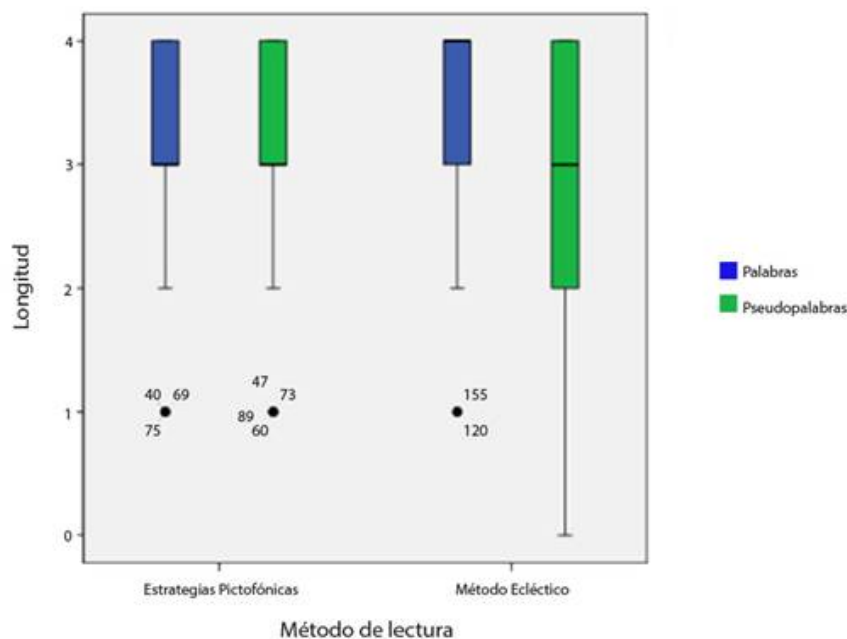 4
3
2
1
0
Longitud
40 69
75
47
73
89
60
155
120
Estrategias Pictofónicas
Método Ecléctico
Método de lectura
Palabras
Pseudopalabras